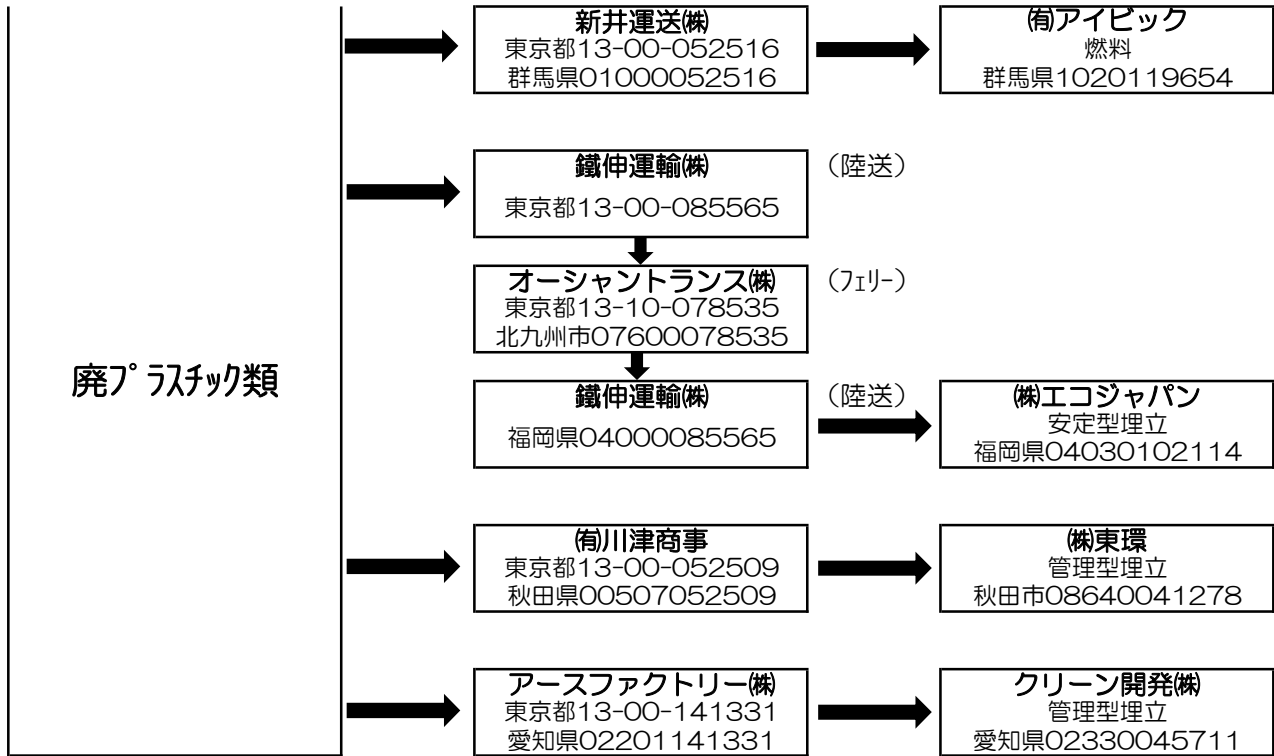 廃プラスチック類
新井運送㈱
東京都13-00-052516
群馬県01000052516
㈲アイビック
燃料
群馬県1020119654
鐵伸運輸㈱
東京都13-00-085565
（陸送）
オーシャントランス㈱
東京都13-10-078535
北九州市07600078535
（ﾌｪﾘｰ）
鐵伸運輸㈱
福岡県04000085565
（陸送）
㈱エコジャパン
安定型埋立
福岡県04030102114
㈲川津商事
東京都13-00-052509
秋田県00507052509
㈱東環
管理型埋立
秋田市08640041278
アースファクトリー㈱
東京都13-00-141331
愛知県02201141331
クリーン開発㈱
管理型埋立
愛知県02330045711